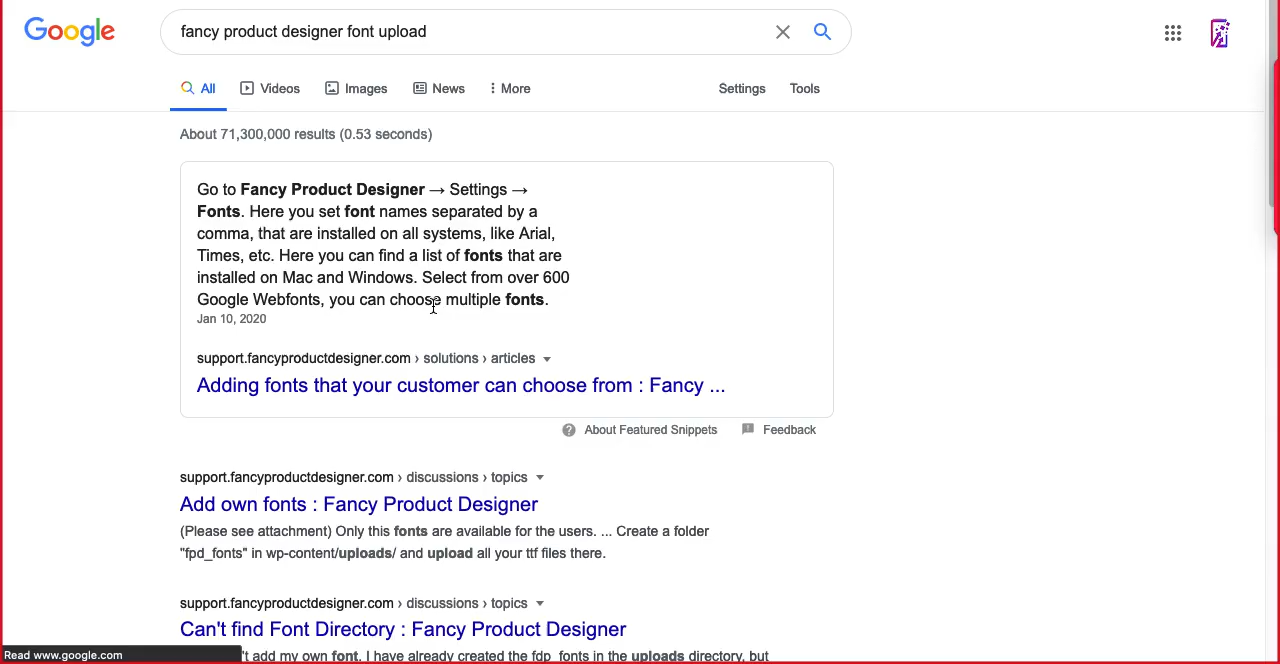 Google
fancy product designer font upload
All Videos Images News More Settings Tools
About 71,300,000 results (0.53 seconds)
Go to Fancy Product Designer → Settings →
Fonts. Here you set font names separated by a
comma, that are installed on all systems, like Arial,
Times, etc. Here you can find a list of fonts that are
installed on Mac and Windows. Select from over 600
Google Webfonts, you can choose multiple fonts.
Jan 10, 2020
support.fancyproductdesigner.com › solutions › articles
Adding fonts that your customer can choose from : Fancy ...
About Featured Snippets Feedback
support.fancyproductdesigner.com › discussions › topics
Add own fonts : Fancy Product Designer
(Please see attachment) Only this fonts are available for the users. ... Create a folder
"fpd_fonts" in wp-content/uploads/ and upload all your ttf files there.
support.fancyproductdesigner.com › discussions › topics
Can't find Font Directory : Fancy Product Designer
't add my own font. I have already created the fdp_fonts in the uploads directory, but
Read www.google.com